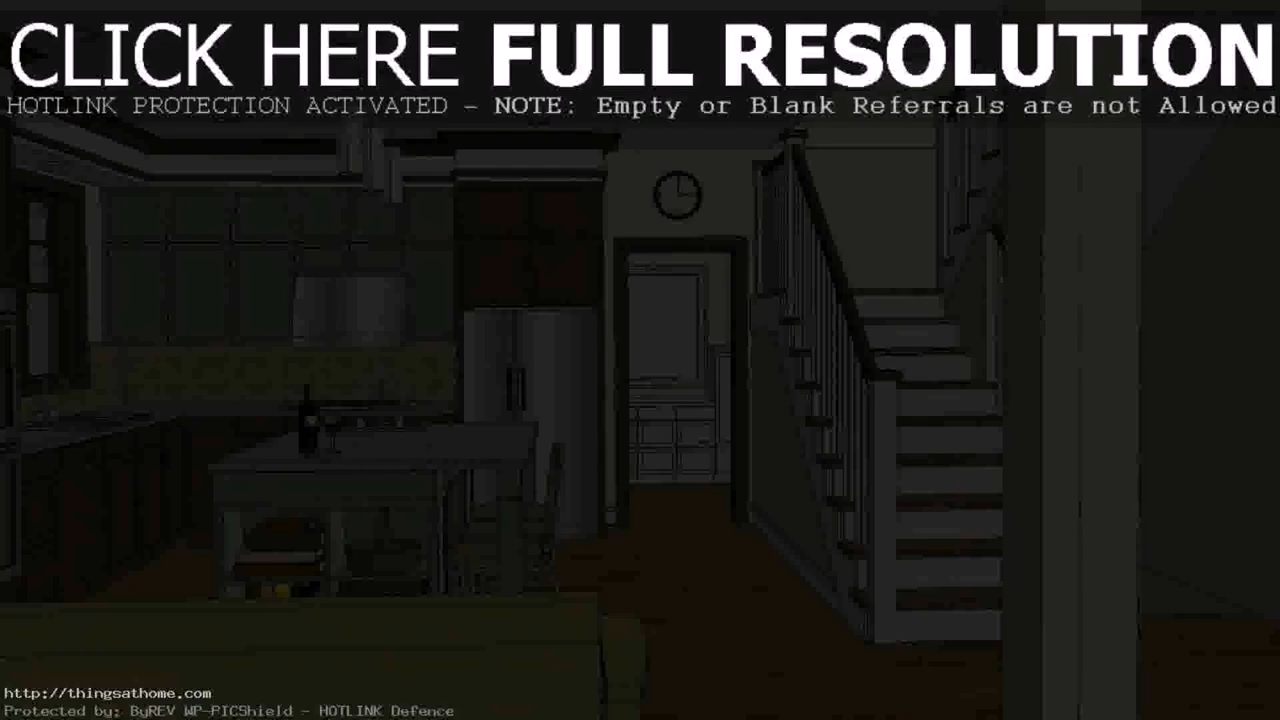 CLICK HERE FULL RESOLUTION
HOTLINK PROTECTION ACTIVATED - NOTE: Empty or Blank Referrals are not Allowed
http://thingsathome.com
Protected by: ByREV WP-PICShield - HOTLINK Defence